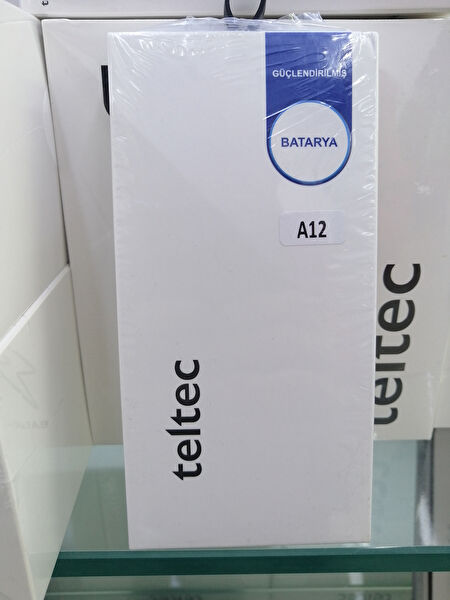 GÜÇLENDİRİLMİŞ
BATARYA
A12
teltec
teltec